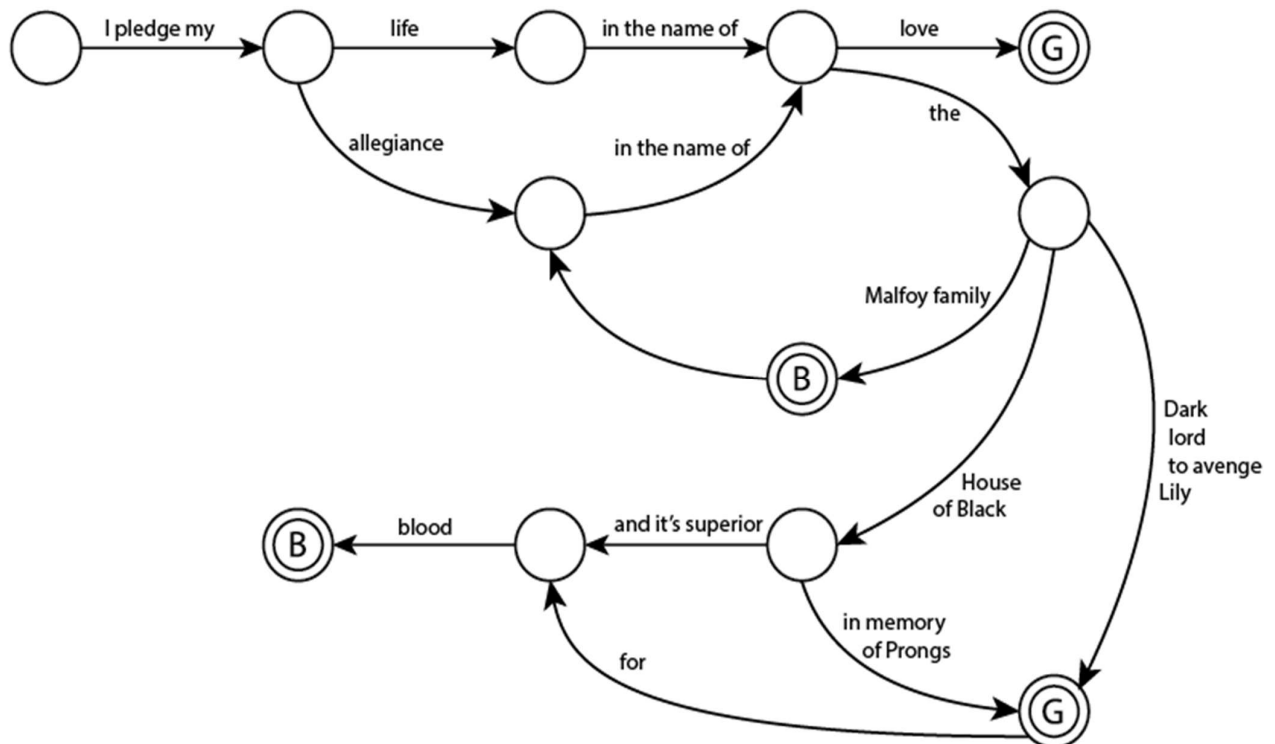 I pledge my
life
in the name of
love
G
the
allegiance
in the name of
Malfoy family
B
Dark
lord
to avenge
Lily
House
of Black
B
blood
and it’s superior
in memory
of Prongs
for
G